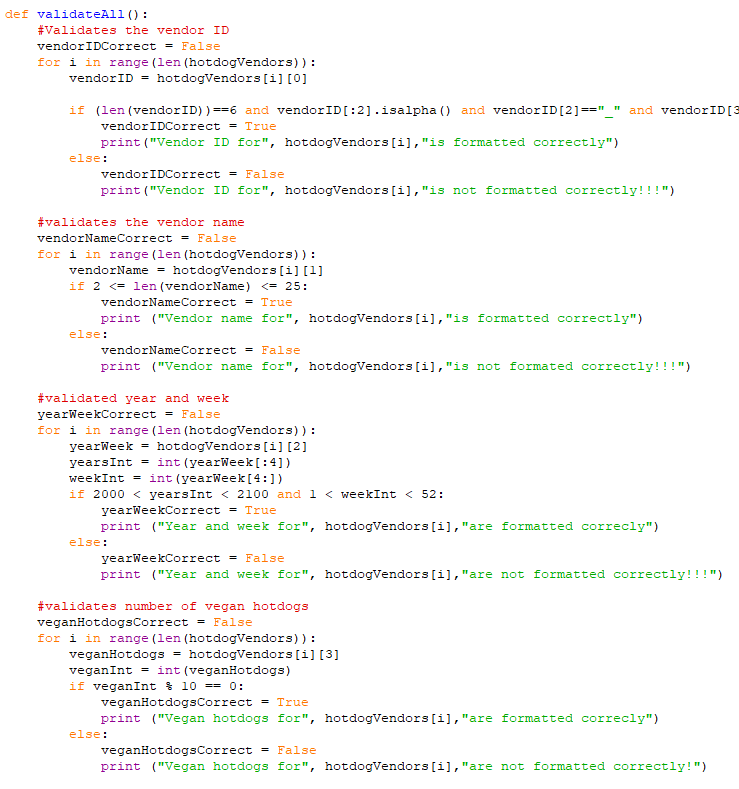 def validateAll():
    #Validates the vendor ID
    vendorIDCorrect = False
    for i in range(len(hotdogVendors)):
        vendorID = hotdogVendors[i][0]

        if (len(vendorID))==6 and vendorID[:2].isalpha() and vendorID[2]=="_" and vendorID[3
            vendorIDCorrect = True
            print("Vendor ID for", hotdogVendors[i],"is formatted correctly")
        else:
            vendorIDCorrect = False
            print("Vendor ID for", hotdogVendors[i],"is not formatted correctly!!!")

    #validates the vendor name
    vendorNameCorrect = False
    for i in range(len(hotdogVendors)):
        vendorName = hotdogVendors[i][1]
        if 2 <= len(vendorName) <= 25:
            vendorNameCorrect = True
            print ("Vendor name for", hotdogVendors[i],"is formatted correctly")
        else:
            vendorNameCorrect = False
            print ("Vendor name for", hotdogVendors[i],"is not formated correctly!!!")

    #validated year and week
    yearWeekCorrect = False
    for i in range(len(hotdogVendors)):
        yearWeek = hotdogVendors[i][2]
        yearsInt = int(yearWeek[:4])
        weekInt = int(yearWeek[4:])
        if 2000 < yearsInt < 2100 and 1 < weekInt < 52:
            yearWeekCorrect = True
            print ("Year and week for", hotdogVendors[i],"are formatted correcly")
        else:
            yearWeekCorrect = False
            print ("Year and week for", hotdogVendors[i],"are not formatted correctly!!!")

    #validates number of vegan hotdogs
    veganHotdogsCorrect = False
    for i in range(len(hotdogVendors)):
        veganHotdogs = hotdogVendors[i][3]
        veganInt = int(veganHotdogs)
        if veganInt % 10 == 0:
            veganHotdogsCorrect = True
            print ("Vegan hotdogs for", hotdogVendors[i],"are formatted correcly")
        else:
            veganHotdogsCorrect = False
            print ("Vegan hotdogs for", hotdogVendors[i],"are not formatted correctly!")